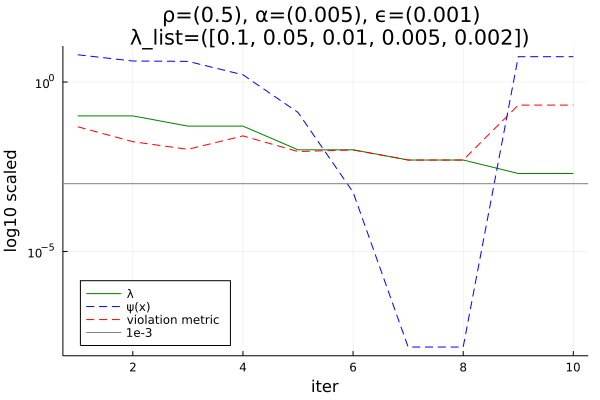 ρ=(0.5), α=(0.005), ϵ=(0.001)
λ_list=([0.1, 0.05, 0.01, 0.005, 0.002])
log10 scaled
10⁰
10⁻⁵
λ
ψ(x)
violation metric
1e-3
2
4
6
8
10
iter